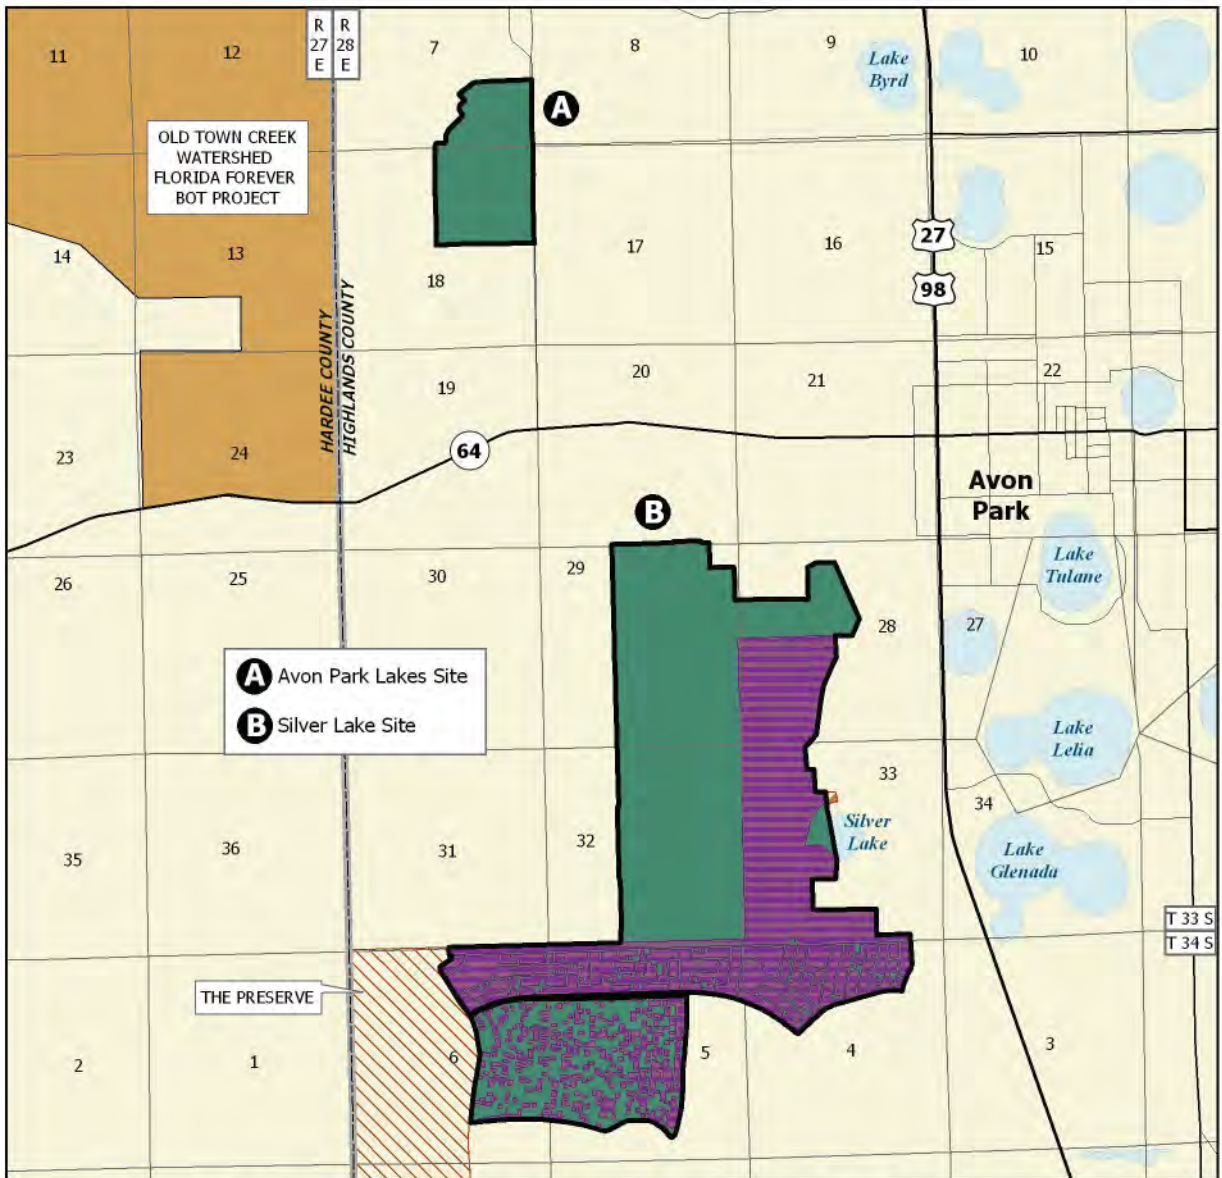 11
12
R
27
E
R
28
E
7
8
9
10
Lake
Byrd
A
OLD TOWN CREEK
WATERSHED
FLORIDA FOREVER
BOT PROJECT
14
13
18
17
16
27
15
98
HARDEE COUNTY
HIGHLANDS COUNTY
19
20
21
22
23
24
64
Avon
Park
B
26
25
30
29
28
27
Lake
Tulane
A Avon Park Lakes Site
B Silver Lake Site
Lake
Lelia
35
36
31
32
33
34
Silver
Lake
Lake
Glenada
T 33 S
T 34 S
THE PRESERVE
2
1
6
5
4
3